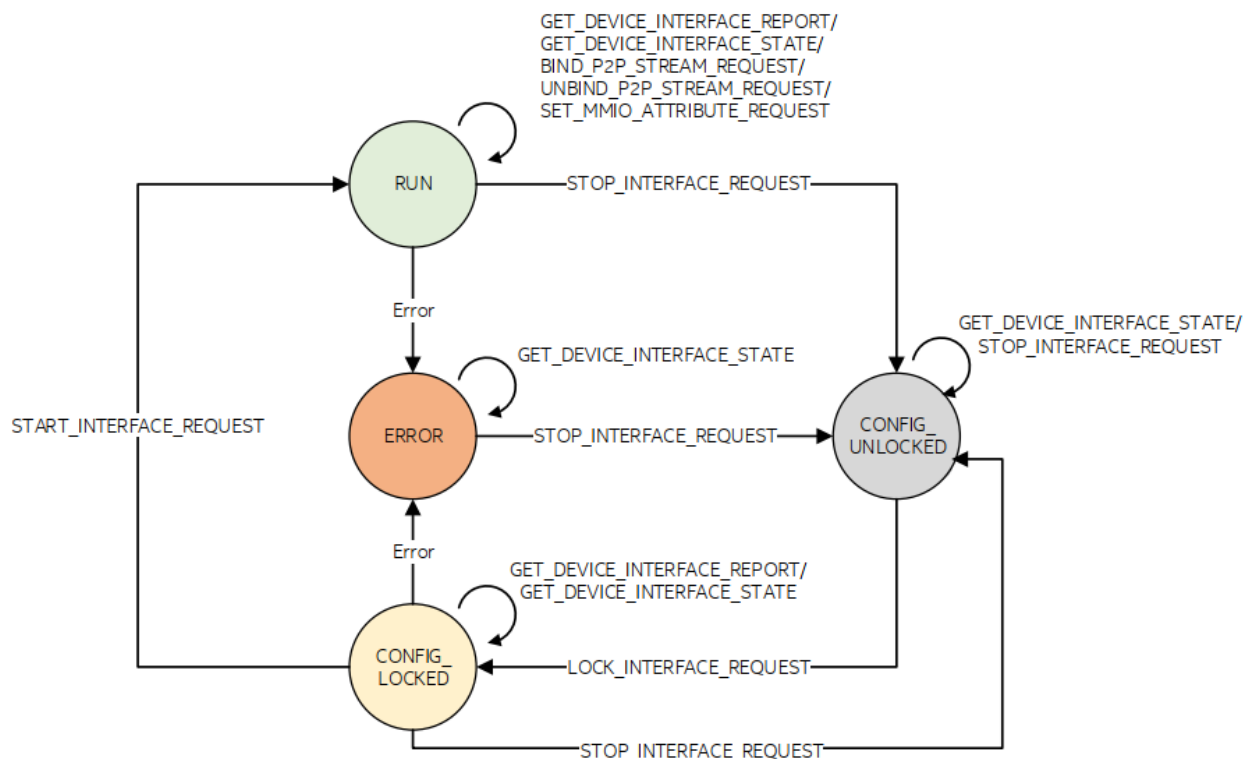 GET_DEVICE_INTERFACE_REPORT/
GET_DEVICE_INTERFACE_STATE/
BIND_P2P_STREAM_REQUEST/
UNBIND_P2P_STREAM_REQUEST/
SET_MMIO_ATTRIBUTE_REQUEST
RUN
STOP_INTERFACE_REQUEST
Error
GET_DEVICE_INTERFACE_STATE/
STOP_INTERFACE_REQUEST
GET_DEVICE_INTERFACE_STATE
START_INTERFACE_REQUEST
ERROR
STOP_INTERFACE_REQUEST
CONFIG_
UNLOCKED
Error
GET_DEVICE_INTERFACE_REPORT/
GET_DEVICE_INTERFACE_STATE
CONFIG_
LOCKED
LOCK_INTERFACE_REQUEST
STOP_INTERFACE_REQUEST